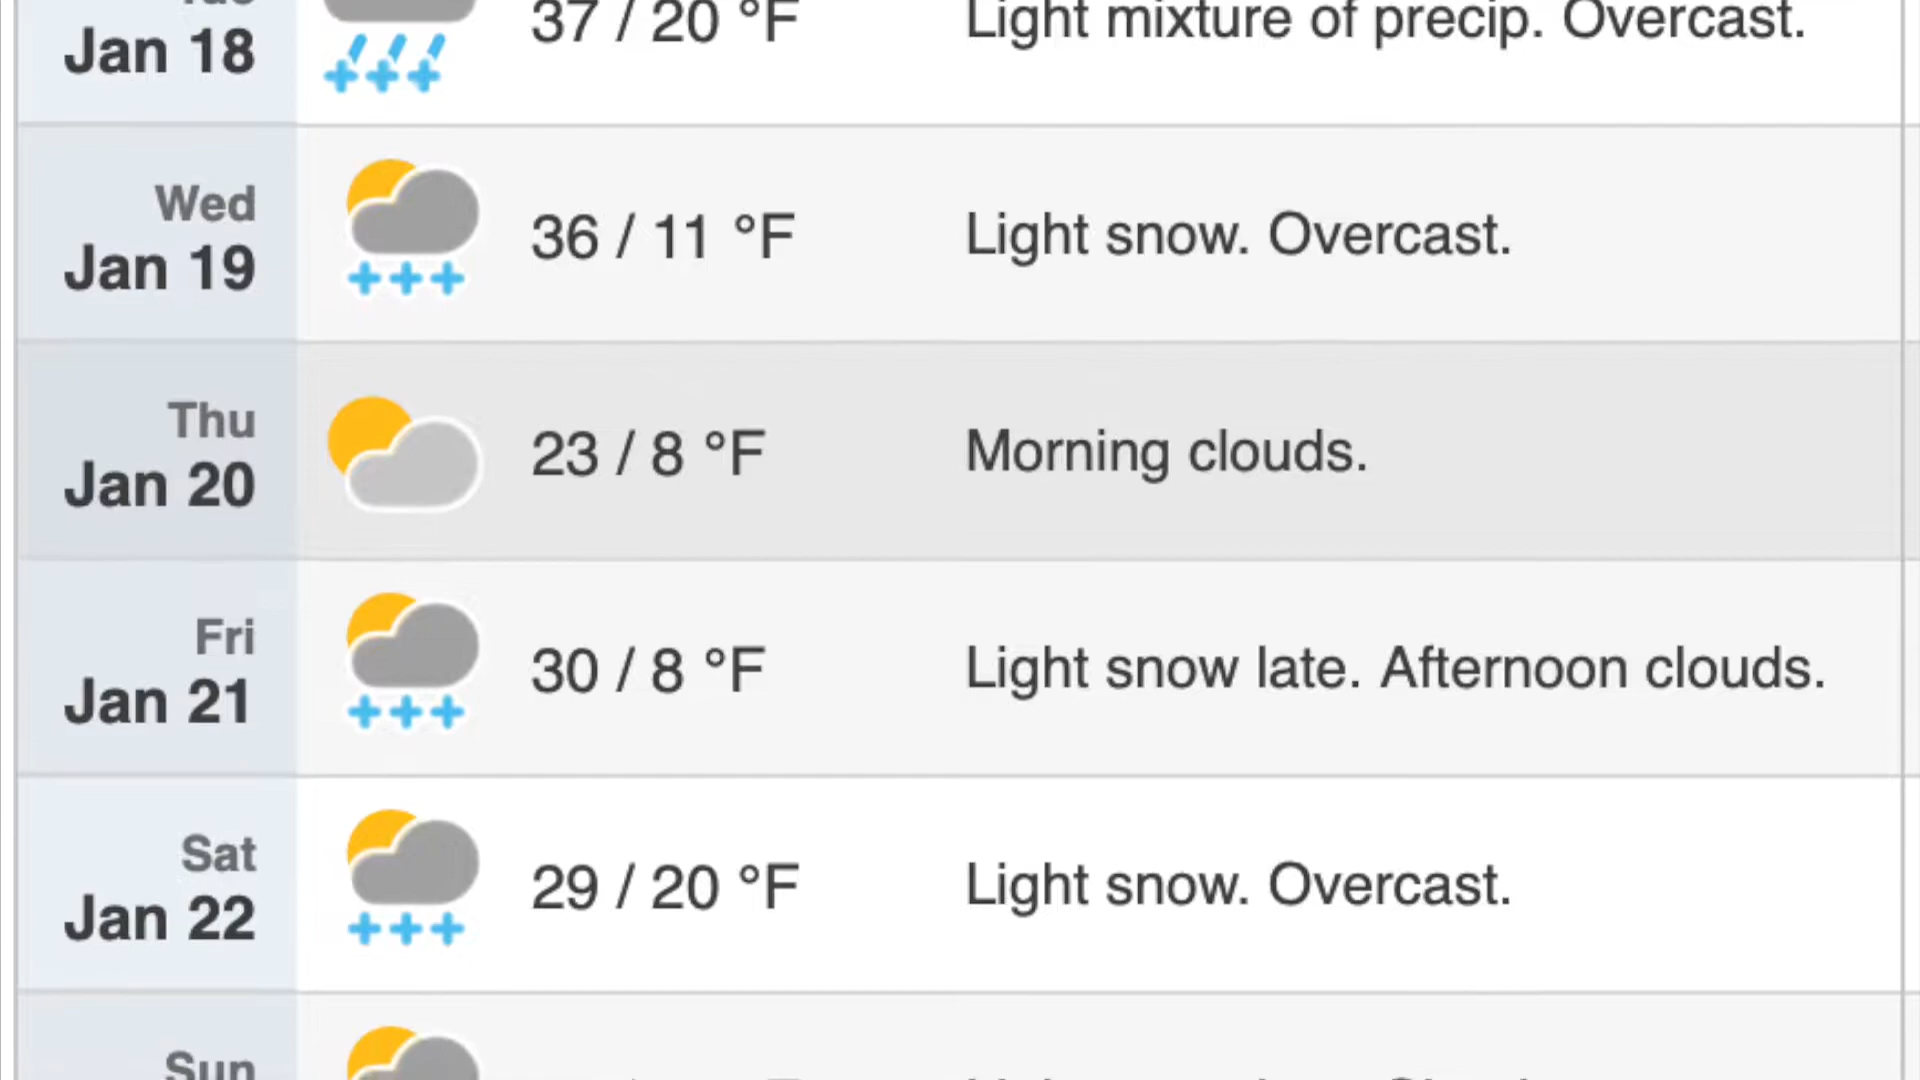 Jan 18 37 / 20 °F Light mixture of precip. Overcast.
Wed
Jan 19 36 / 11 °F Light snow. Overcast.
Thu
Jan 20 23 / 8 °F Morning clouds.
Fri
Jan 21 30 / 8 °F Light snow late. Afternoon clouds.
Sat
Jan 22 29 / 20 °F Light snow. Overcast.
Sun